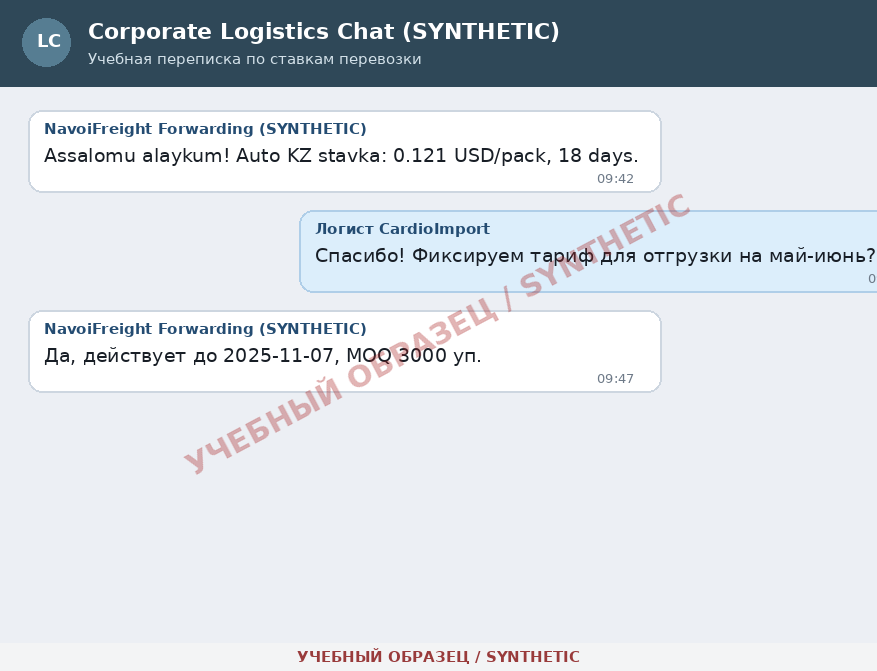 LC
Corporate Logistics Chat (SYNTHETIC)
Учебная переписка по ставкам перевозки
NavoiFreight Forwarding (SYNTHETIC)
Assalomu alaykum! Auto KZ stavka: 0.121 USD/pack, 18 days.
09:42
Логист CardioImport
Спасибо! Фиксируем тариф для отгрузки на май-июнь?
NavoiFreight Forwarding (SYNTHETIC)
Да, действует до 2025-11-07, MOQ 3000 уп.
09:47
УЧЕБНЫЙ ОБРАЗЕЦ / SYNTHETIC
УЧЕБНЫЙ ОБРАЗЕЦ / SYNTHETIC